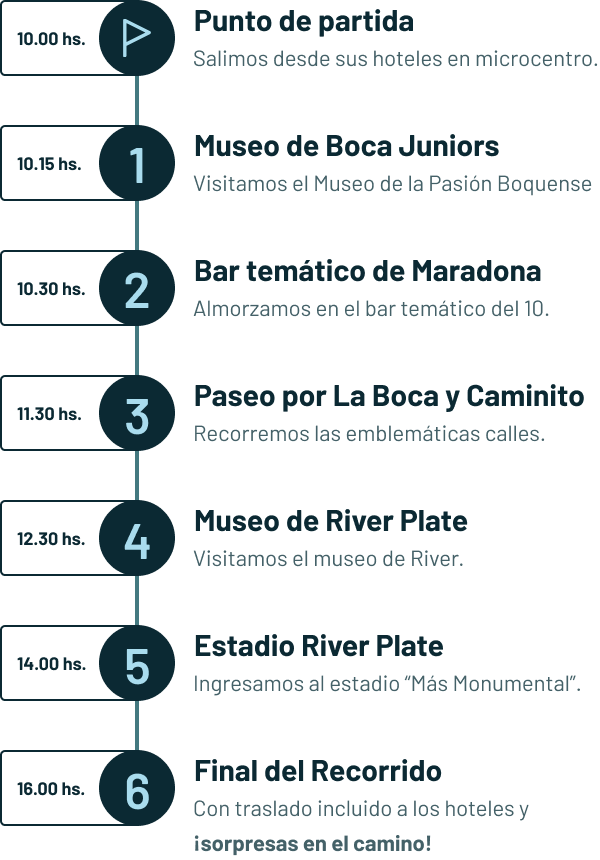 10.00 hs.
Punto de partida
Salimos desde sus hoteles en microcentro.
10.15 hs.
1
Museo de Boca Juniors
Visitamos el Museo de la Pasión Boquense
10.30 hs.
2
Bar temático de Maradona
Almorzamos en el bar temático del 10.
11.30 hs.
3
Paseo por La Boca y Caminito
Recorremos las emblemáticas calles.
12.30 hs.
4
Museo de River Plate
Visitamos el museo de River.
14.00 hs.
5
Estadio River Plate
Ingresamos al estadio “Más Monumental”.
16.00 hs.
6
Final del Recorrido
Con traslado incluido a los hoteles y
¡sorpresas en el camino!